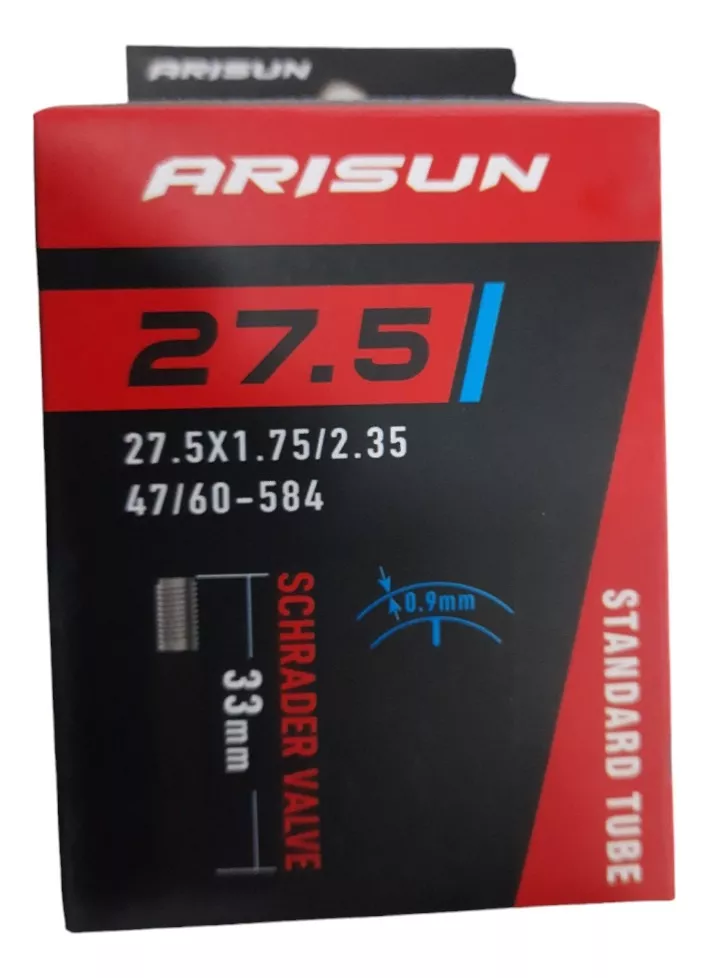 ARISUN
ARISUN
27.5
27.5X1.75/2.35
47/60-584
SCHRADER VALVE
33mm
0.9mm
STANDARD TUBE